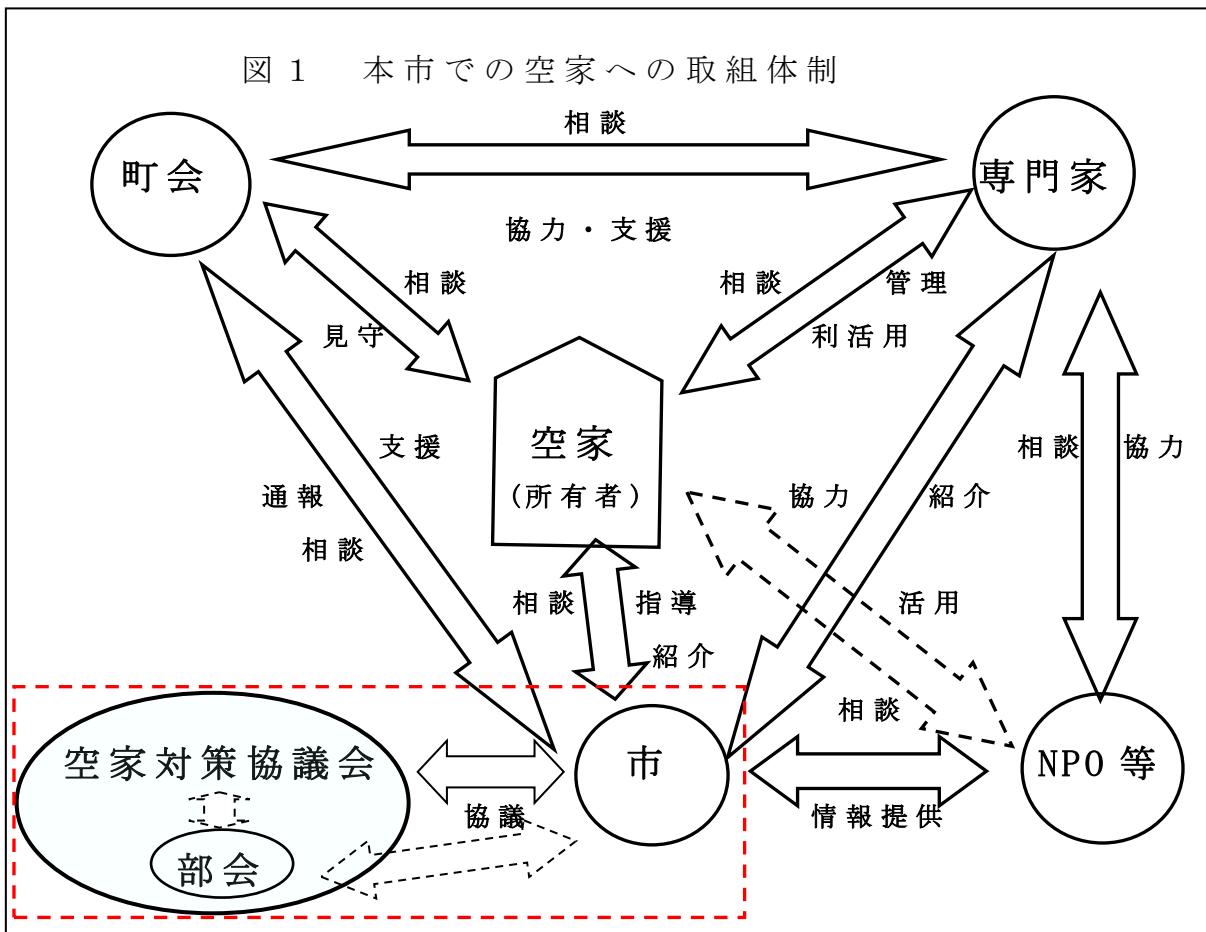 図１　本市での空家への取組体制
相談
町会
専門家
協力・支援
相談
相談
管理
見守
利活用
空家
(所有者)
支援
相談
協力
通報
協力
紹介
相談
相談
指導
活用
紹介
相談
空家対策協議会
市
NPO等
協議
情報提供
部会